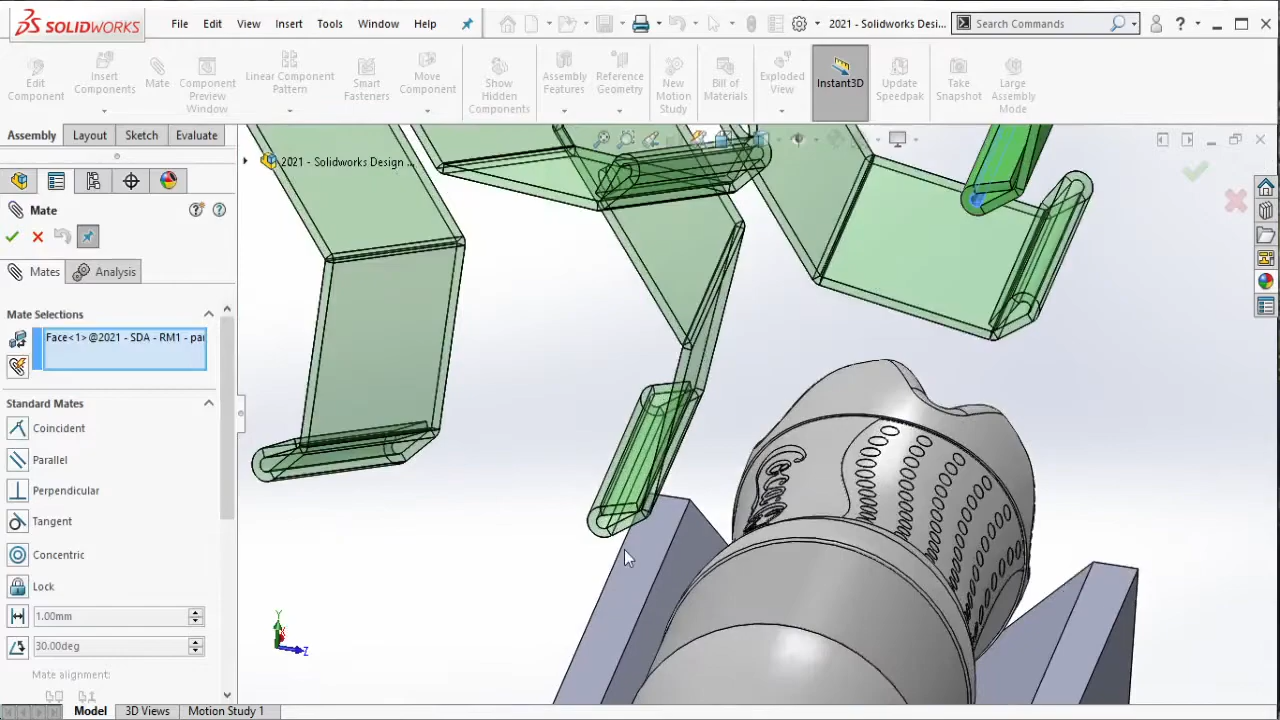 SOLIDWORKS
File Edit View Insert Tools Window Help
2021 - Solidworks Desi...
Search Commands
?
Edit
Component
Insert
Components
Mate
Component
Preview
Window
Linear Component
Pattern
Smart
Fasteners
Move
Component
Show
Hidden
Components
Assembly
Features
Reference
Geometry
New
Motion
Study
Bill of
Materials
Exploded
View
Instant3D
Update
Speedpak
Take
Snapshot
Large
Assembly
Mode
Assembly Layout Sketch Evaluate
2021 - Solidworks Design ...
Mate
Mates Analysis
Mate Selections
Face<1>@2021 - SDA - RM1 - par
Standard Mates
Coincident
Parallel
Perpendicular
Tangent
Concentric
Lock
1.00mm
30.00deg
Mate alignment:
Y
Z
Model 3D Views Motion Study 1